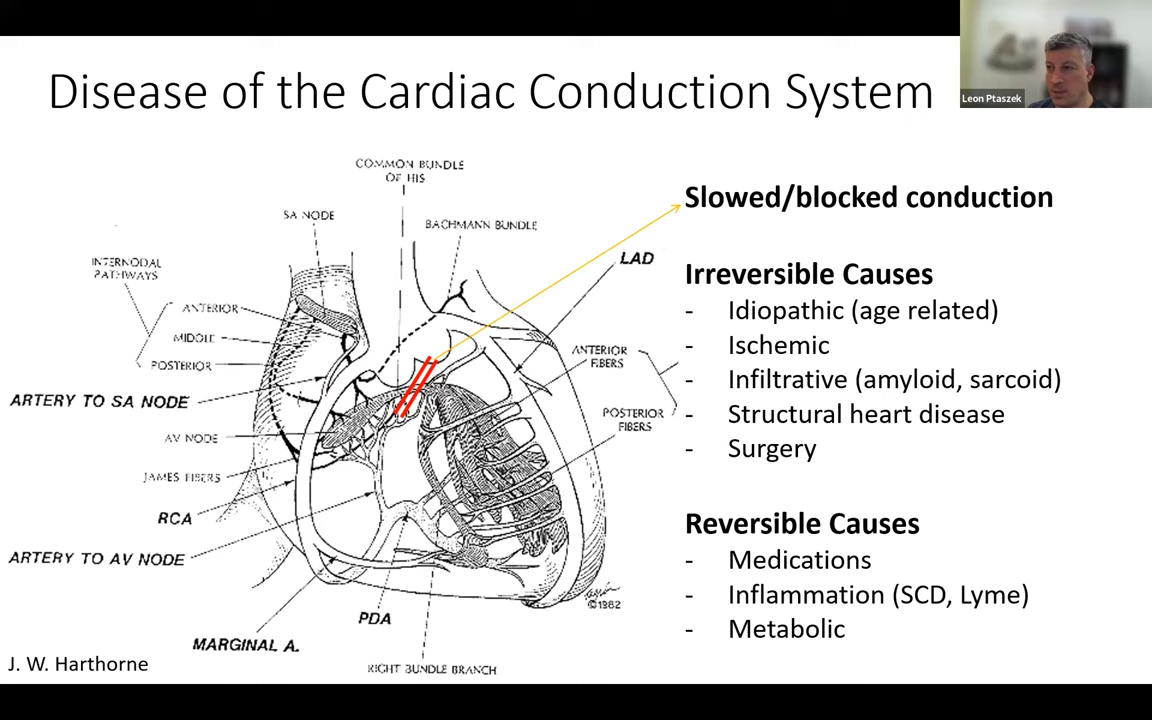 Disease of the Cardiac Conduction System
Leon Ptaszek
COMMON BUNDLE
OF HIS
SA NODE
BACHMANN BUNDLE
LAD
INTERNODAL
PATHWAYS
ANTERIOR
MIDDLE
POSTERIOR
ARTERY TO SA NODE
AV NODE
JAMES FIBERS
RCA
ARTERY TO AV NODE
MARGINAL A.
PDA
RIGHT BUNDLE BRANCH
ANTERIOR
FIBERS
POSTERIOR
FIBERS
©1982
J. W. Harthorne
Slowed/blocked conduction
Irreversible Causes
- Idiopathic (age related)
- Ischemic
- Infiltrative (amyloid, sarcoid)
- Structural heart disease
- Surgery
Reversible Causes
- Medications
- Inflammation (SCD, Lyme)
- Metabolic